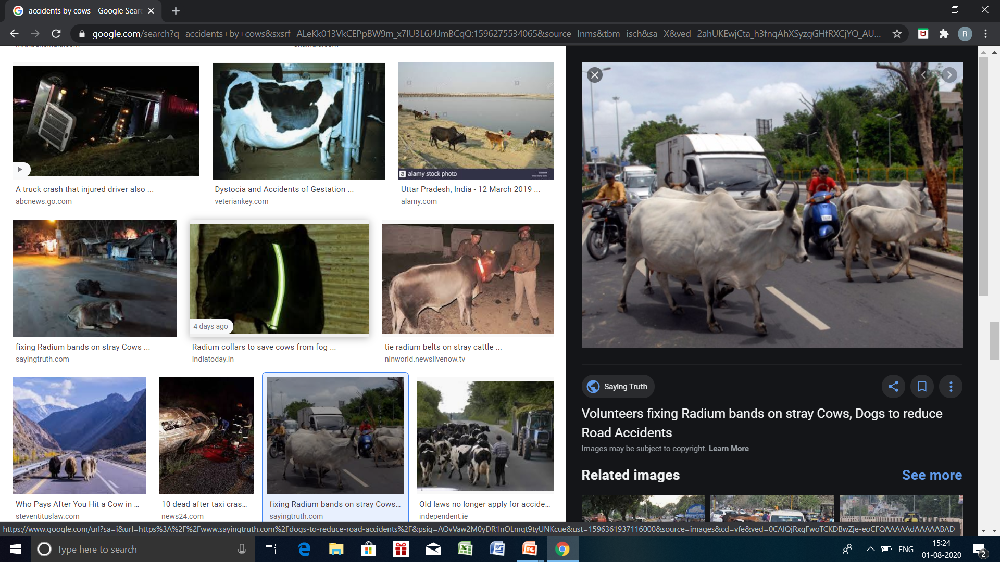 accidents by cows - Google Sear
google.com/search?q=accidents+by+cows&sxsrf=ALeKk013VkCEPpBW9m_x7IU3L6J4JmBCqQ:1596275534065&source=lnms&tbm=isch&sa=X&ved=2ahUKEwjCta_h3fnqAhXSyzgGHfRXCjYQ_AU...
R
a alamy stock photo
A truck crash that injured driver also ...
abcnews.go.com
Dystocia and Accidents of Gestation ...
veteriankey.com
Uttar Pradesh, India - 12 March 2019 ...
alamy.com
4 days ago
fixing Radium bands on stray Cows ...
sayingtruth.com
Radium collars to save cows from fog ...
indiatoday.in
tie radium belts on stray cattle ...
nlnworld.newslivenow.tv
Who Pays After You Hit a Cow in ...
steventituslaw.com
10 dead after taxi cras...
news24.com
fixing Radium bands on stray Cows...
sayingtruth.com
Old laws no longer apply for accide...
independent.ie
Saying Truth
Volunteers fixing Radium bands on stray Cows, Dogs to reduce
Road Accidents
Images may be subject to copyright. Learn More
Related images
See more
https://www.google.com/url?sa=i&url=https%3A%2F%2Fwww.sayingtruth.com%2Fdogs-to-reduce-road-accidents%2F&psig=AOvVaw2M0yDR1nOLmqt9tyUNKcue&ust=1596361937116000&source=images&cd=vfe&ved=0CAIQjRxqFwoTCKDBwZje-eoCFQAAAAAdAAAAABAD
Type here to search
ENG
15:24
01-08-2020
2